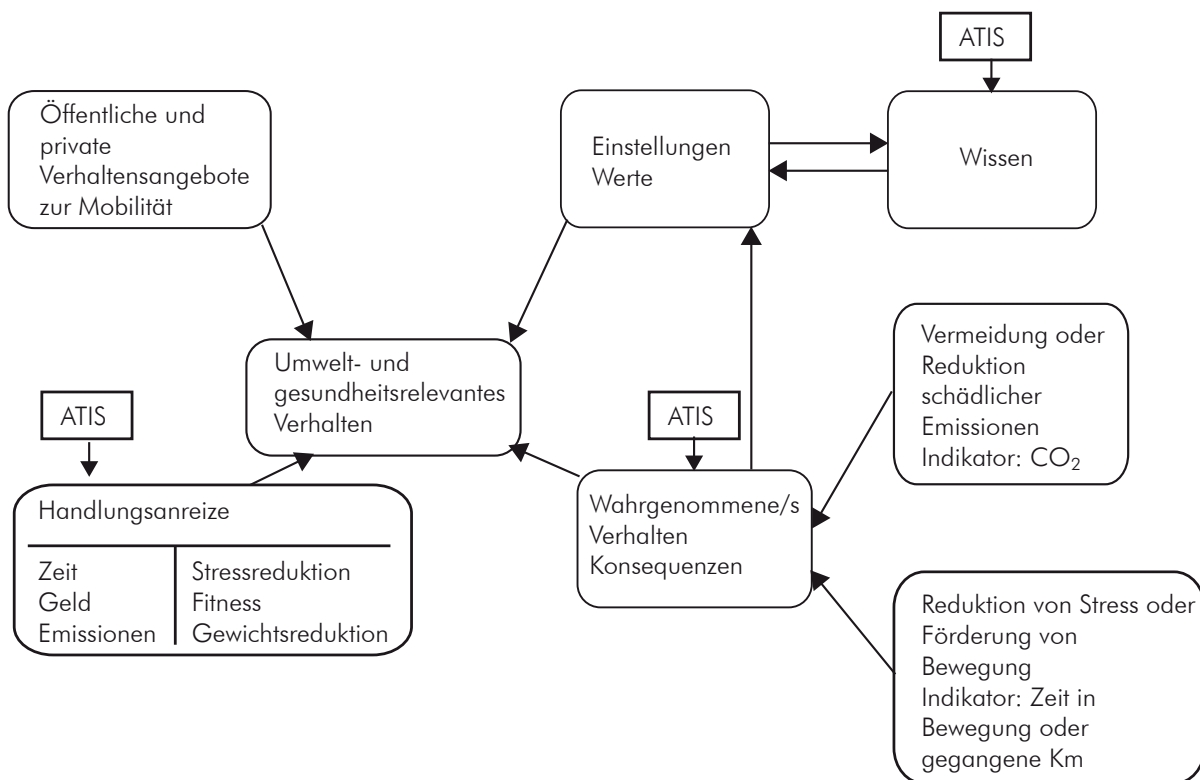 ATIS
Öffentliche und
private
Verhaltensangebote
zur Mobilität
Einstellungen
Werte
Wissen
Umwelt- und
gesundheitsrelevantes
Verhalten
Vermeidung oder
Reduktion
schädlicher
Emissionen
Indikator: CO₂
ATIS
ATIS
Handlungsanreize
Zeit
Geld
Emissionen
Stressreduktion
Fitness
Gewichtsreduktion
Wahrgenommene/s
Verhalten
Konsequenzen
Reduktion von Stress oder
Förderung von
Bewegung
Indikator: Zeit in
Bewegung oder
gegangene Km